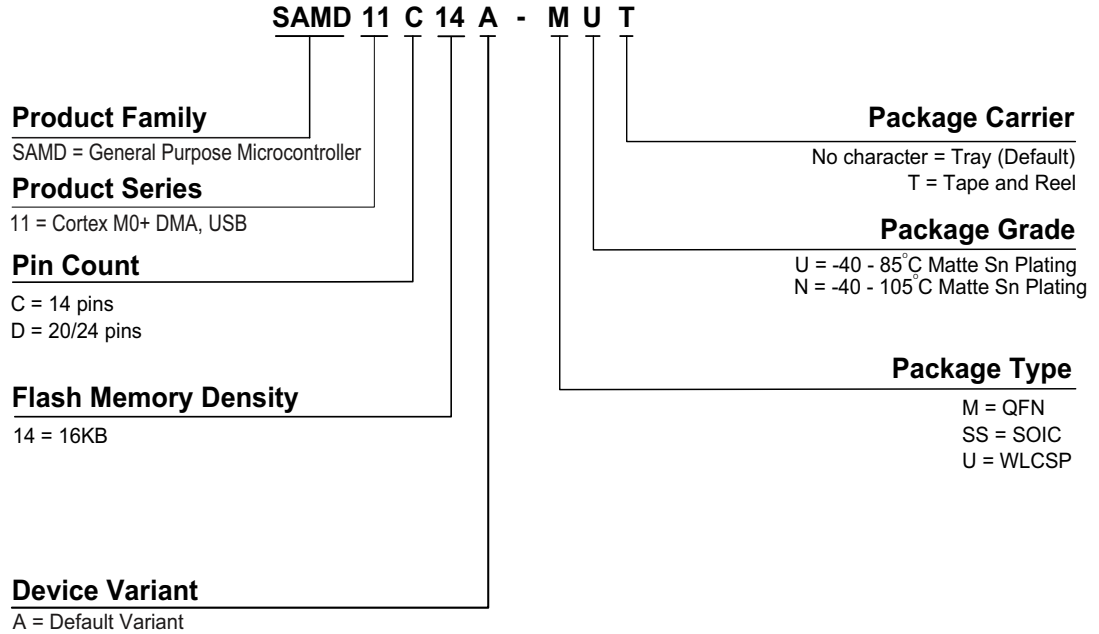 SAMD 11 C 14 A - M U T
Product Family
SAMD = General Purpose Microcontroller
Product Series
11 = Cortex M0+ DMA, USB
Pin Count
C = 14 pins
D = 20/24 pins
Flash Memory Density
14 = 16KB
Device Variant
A = Default Variant
Package Carrier
No character = Tray (Default)
T = Tape and Reel
Package Grade
U = -40 - 85°C Matte Sn Plating
N = -40 - 105°C Matte Sn Plating
Package Type
M = QFN
SS = SOIC
U = WLCSP